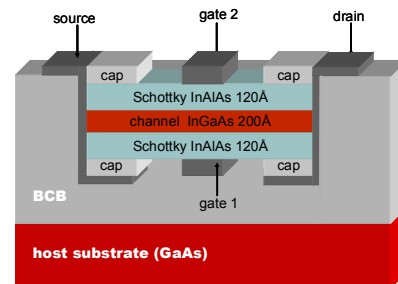 source
gate 2
drain
cap
cap
Schottky InAlAs 120Å
channel InGaAs 200Å
Schottky InAlAs 120Å
cap
cap
gate 1
BCB
host substrate (GaAs)